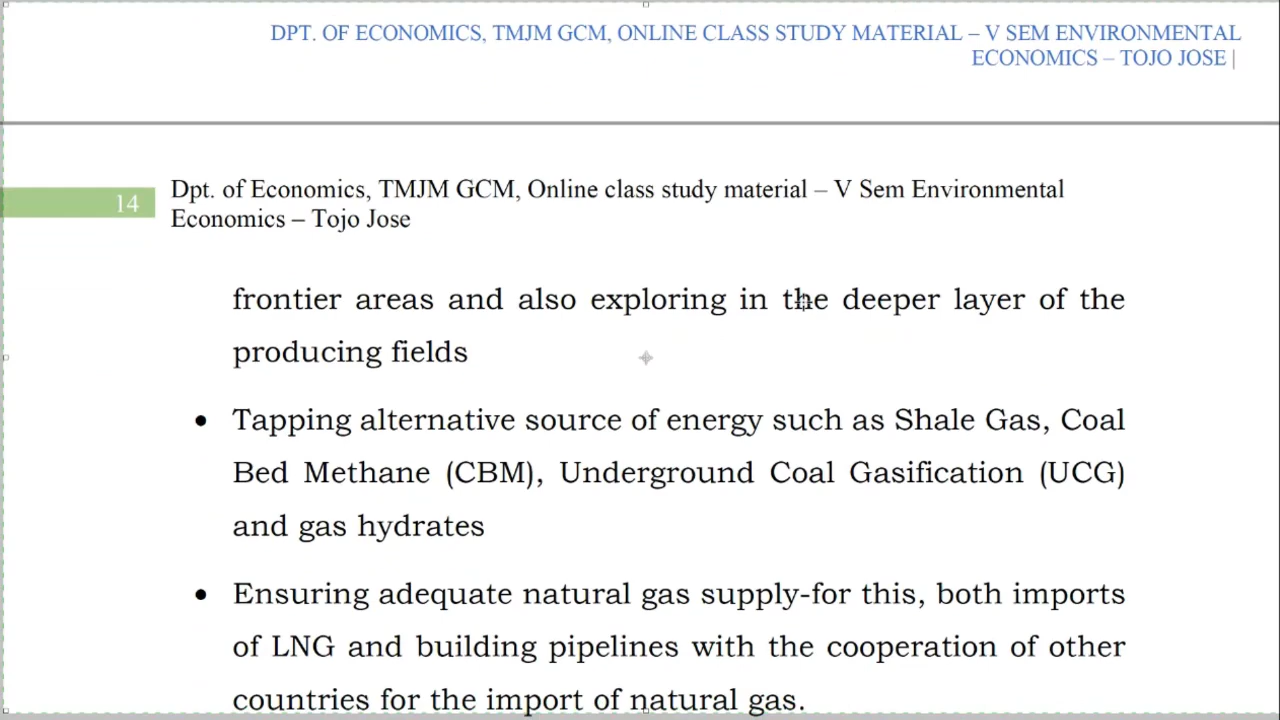 DPT. OF ECONOMICS, TMJM GCM, ONLINE CLASS STUDY MATERIAL – V SEM ENVIRONMENTAL
ECONOMICS – TOJO JOSE |
14
Dpt. of Economics, TMJM GCM, Online class study material – V Sem Environmental
Economics – Tojo Jose
frontier areas and also exploring in the deeper layer of the
producing fields
• Tapping alternative source of energy such as Shale Gas, Coal
Bed Methane (CBM), Underground Coal Gasification (UCG)
and gas hydrates
• Ensuring adequate natural gas supply-for this, both imports
of LNG and building pipelines with the cooperation of other
countries for the import of natural gas.